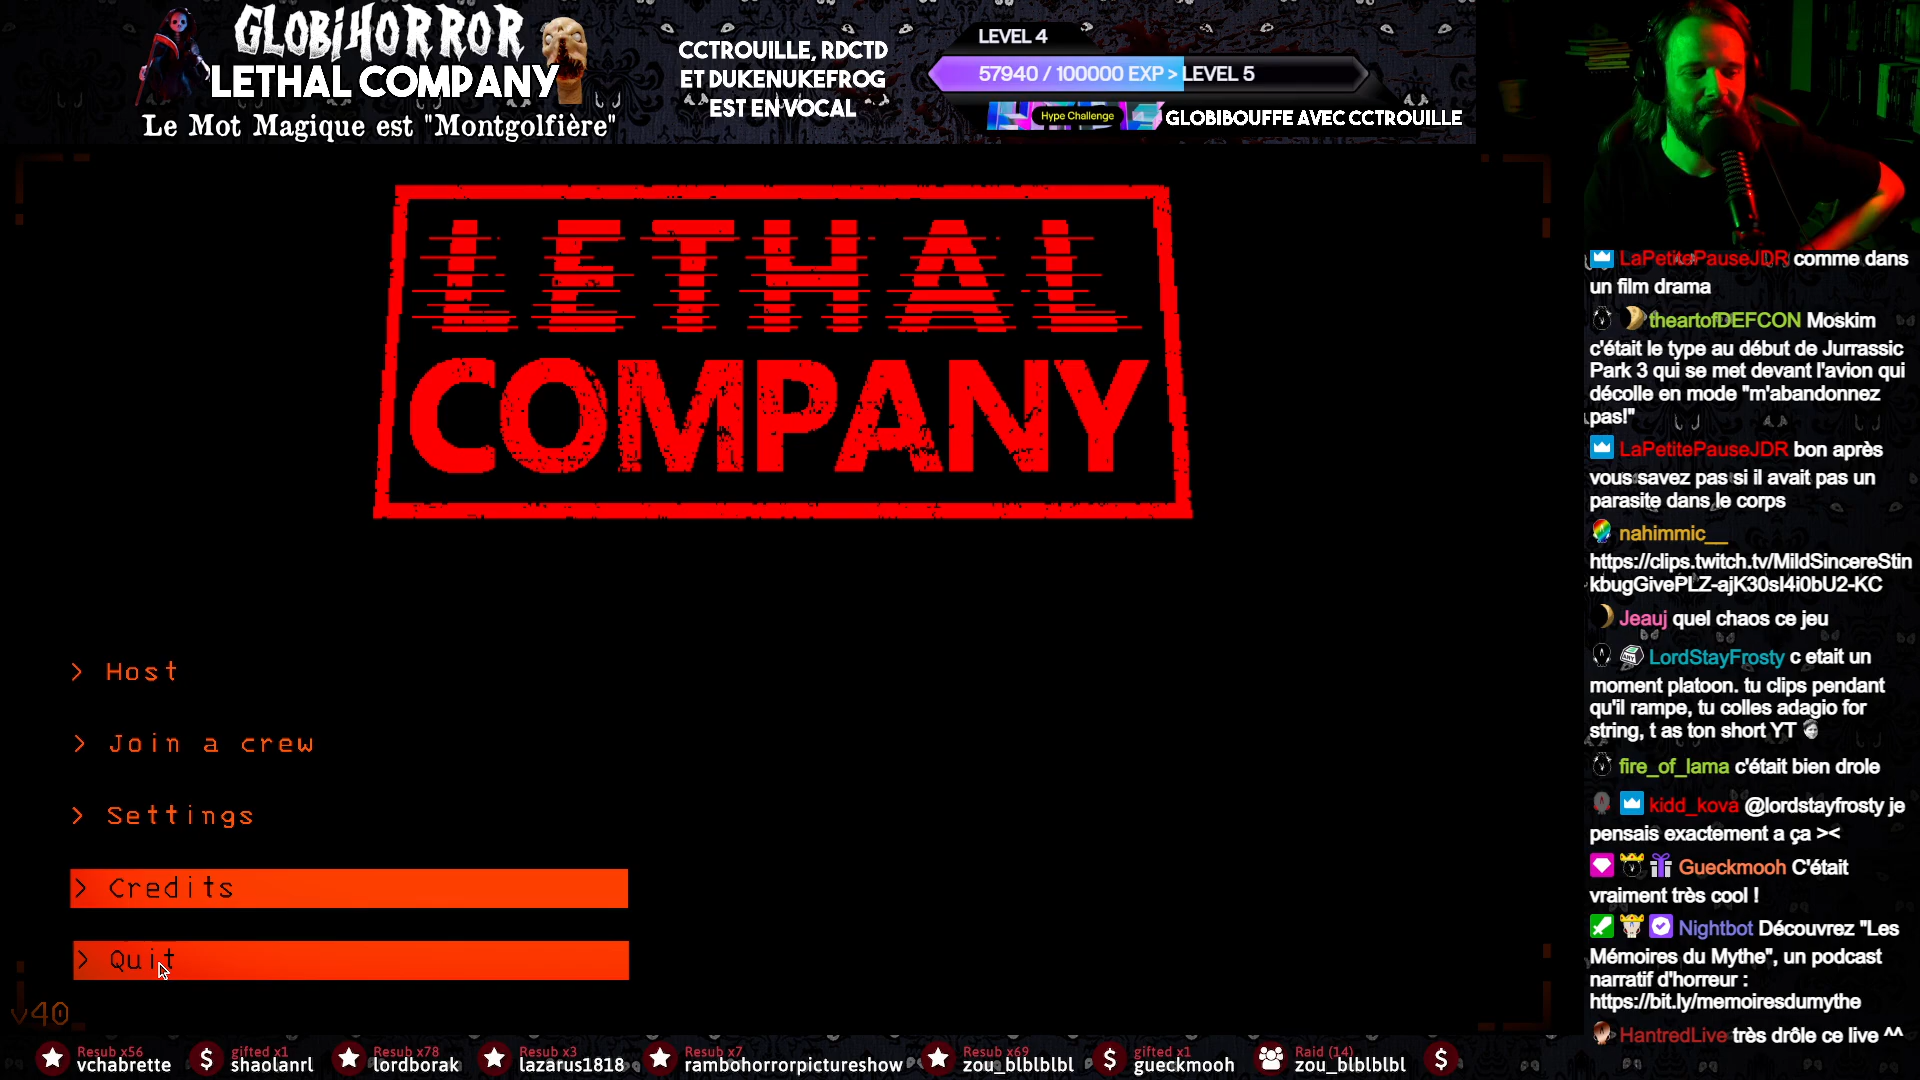 GLOBIHORROR
LETHAL COMPANY
Le Mot Magique est "Montgolfière"
CCTROUILLE, RDCTD
ET DUKENUKEFROG
EST EN VOCAL
LEVEL 4
57940 / 100000 EXP > LEVEL 5
Hype Challenge
GLOBIBOUFFE AVEC CCTROUILLE
LETHAL
COMPANY
> Host
> Join a crew
> Settings
> Credits
> Quit
v40
LaPetitePauseJDR comme dans
un film drama
theartofDEFCON Moskim
c'était le type au début de Jurrassic
Park 3 qui se met devant l'avion qui
décolle en mode "m'abandonnez
pas!"
LaPetitePauseJDR bon après
vous savez pas si il avait pas un
parasite dans le corps
nahimmic__
https://clips.twitch.tv/MildSincereStin
kbugGivePLZ-ajK30sI4i0bU2-KC
Jeauj quel chaos ce jeu
LordStayFrosty c etait un
moment platoon. tu clips pendant
qu'il rampe, tu colles adagio for
string, t as ton short YT
fire_of_lama c'était bien drole
kidd_kova @lordstayfrosty je
pensais exactement a ça ><
Gueckmooh C'était
vraiment très cool !
Nightbot Découvrez "Les
Mémoires du Mythe", un podcast
narratif d'horreur :
https://bit.ly/memoiresdumythe
HantredLive très drôle ce live ^^
Resub x56
vchabrette
gifted x1
shaolanrl
Resub x78
lordborak
Resub x3
lazarus1818
Resub x7
rambohorrorpictureshow
Resub x69
zou_blblblbl
gifted x1
gueckmooh
Raid (14)
zou_blblblbl